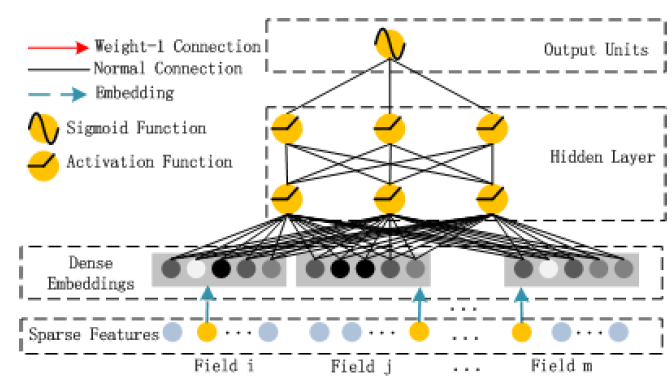 Weight-1 Connection
Normal Connection
Embedding
Sigmoid Function
Activation Function
Output Units
Hidden Layer
Dense
Embeddings
...
Sparse Features
...
...
...
...
Field i
Field j
...
Field m